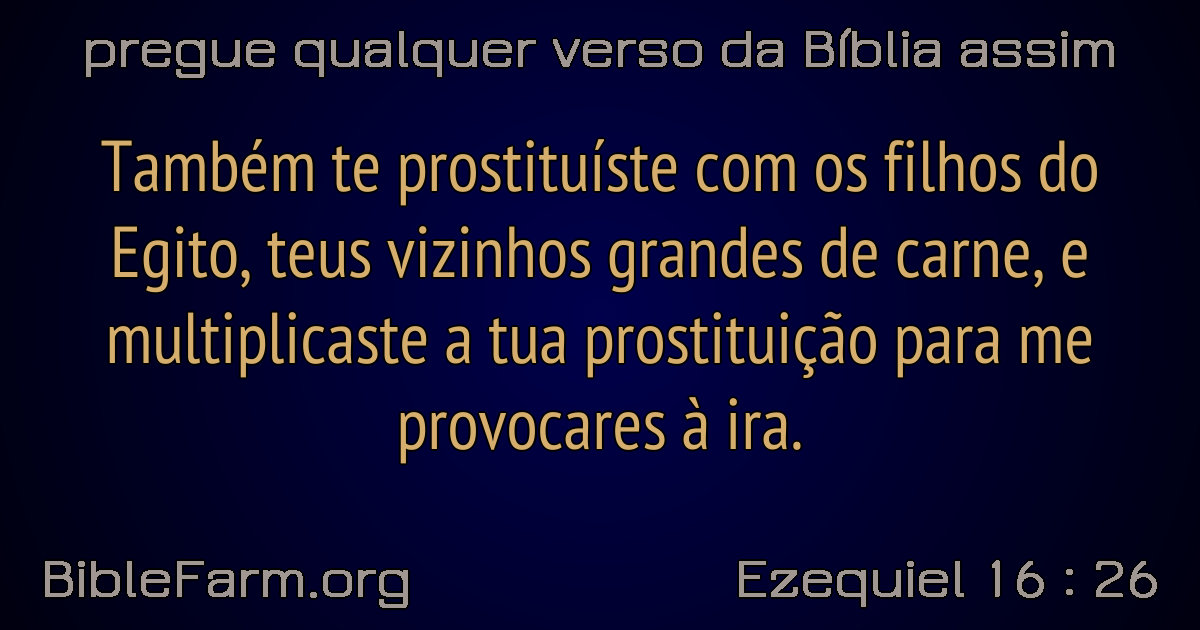 pregue qualquer verso da Bíblia assim
Também te prostituíste com os filhos do
Egito, teus vizinhos grandes de carne, e
multiplicaste a tua prostituição para me
provocares à ira.
BibleFarm.org
Ezequiel 16 : 26